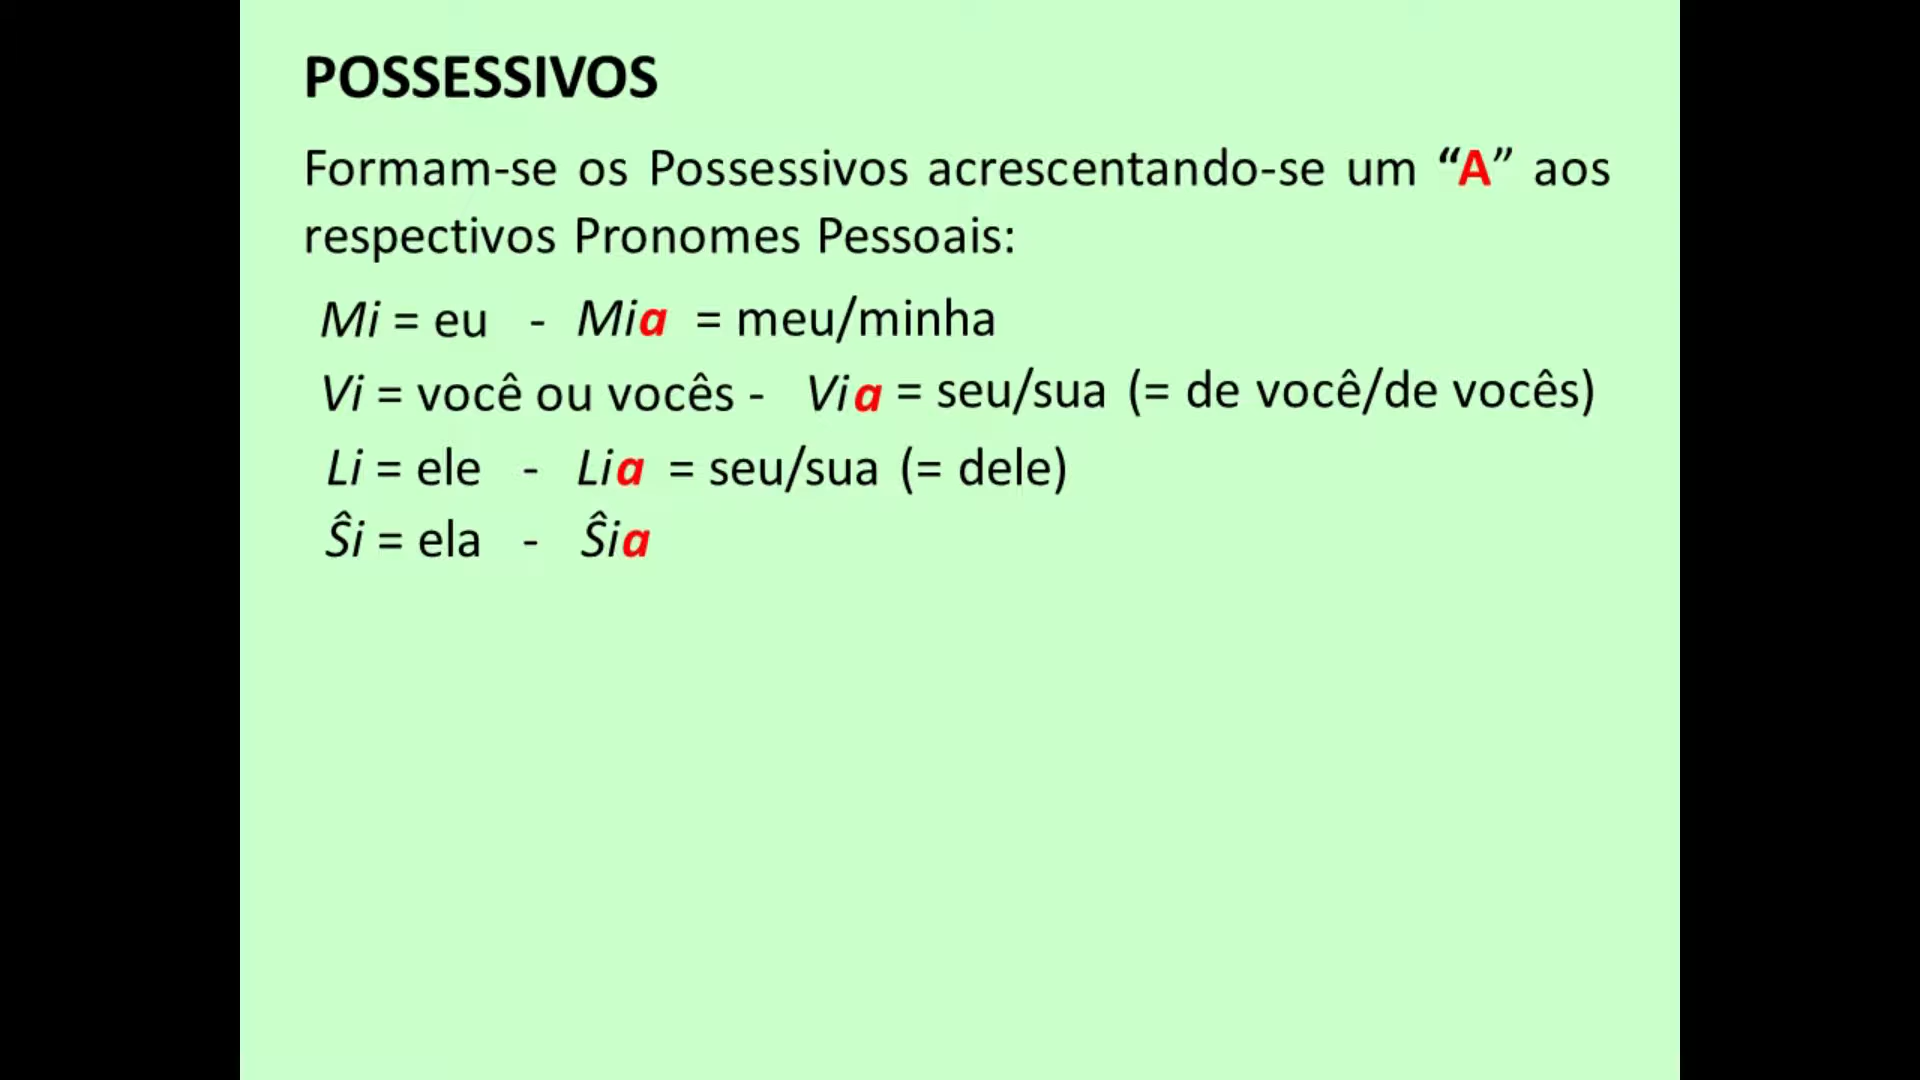 POSSESSIVOS
Formam-se os Possessivos acrescentando-se um “A” aos
respectivos Pronomes Pessoais:
Mi = eu - Mia = meu/minha
Vi = você ou vocês - Via = seu/sua (= de você/de vocês)
Li = ele - Lia = seu/sua (= dele)
Ŝi = ela - Ŝia